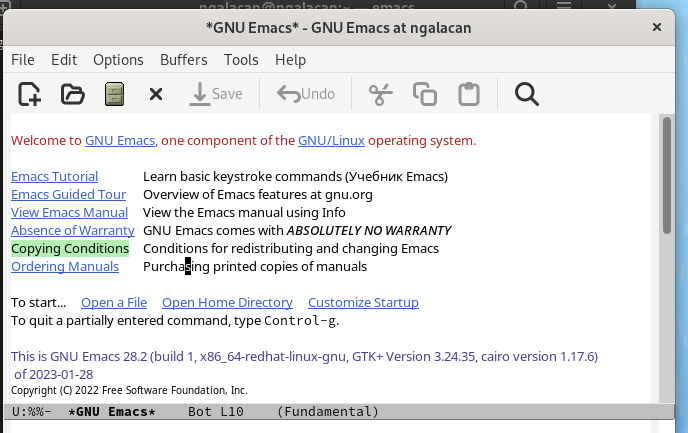 ngalacan@ngalacan:~ — emacs
*GNU Emacs* - GNU Emacs at ngalacan
File Edit Options Buffers Tools Help
Save Undo
Welcome to GNU Emacs, one component of the GNU/Linux operating system.
Emacs Tutorial Learn basic keystroke commands (Учебник Emacs)
Emacs Guided Tour Overview of Emacs features at gnu.org
View Emacs Manual View the Emacs manual using Info
Absence of Warranty GNU Emacs comes with ABSOLUTELY NO WARRANTY
Copying Conditions Conditions for redistributing and changing Emacs
Ordering Manuals Purchasing printed copies of manuals
To start... Open a File Open Home Directory Customize Startup
To quit a partially entered command, type Control-g.
This is GNU Emacs 28.2 (build 1, x86_64-redhat-linux-gnu, GTK+ Version 3.24.35, cairo version 1.17.6)
of 2023-01-28
Copyright (C) 2022 Free Software Foundation, Inc.
U:%%- *GNU Emacs* Bot L10 (Fundamental)